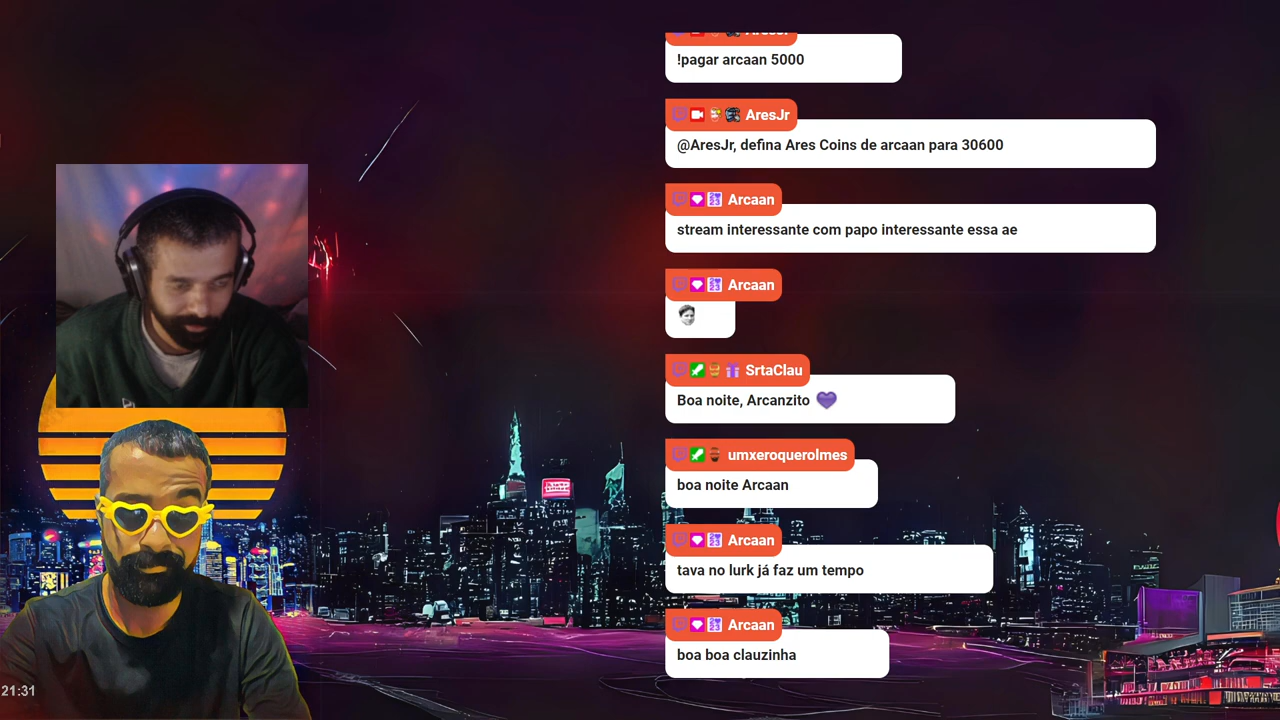 AresJr
!pagar arcaan 5000
AresJr
@AresJr, defina Ares Coins de arcaan para 30600
Arcaan
stream interessante com papo interessante essa ae
Arcaan
SrtaClau
Boa noite, Arcanzito
umxeroquerolmes
boa noite Arcaan
Arcaan
tava no lurk já faz um tempo
Arcaan
boa boa clauzinha
21:31